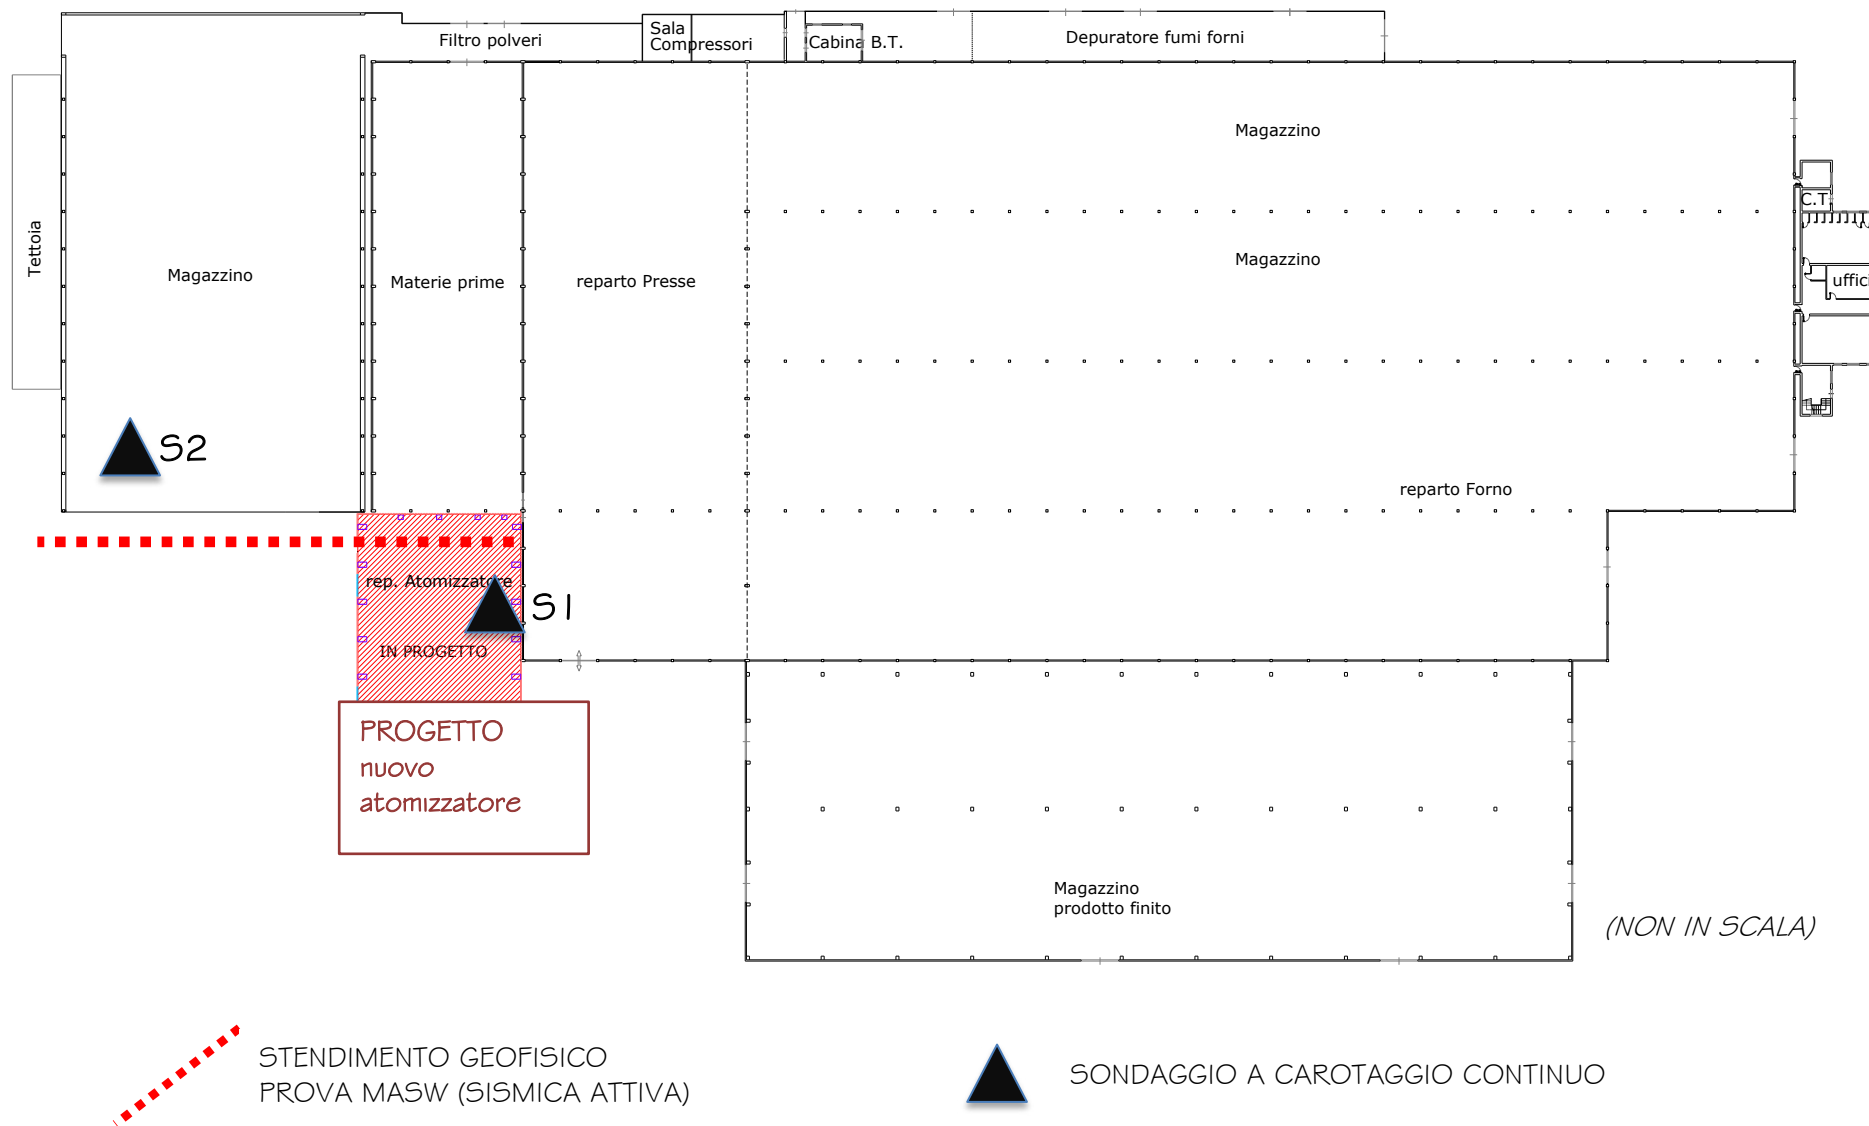 Filtro polveri
Sala
Compressori
Cabina B.T.
Depuratore fumi forni
Magazzino
C.T
Tettoia
Magazzino
Materie prime
reparto Presse
Magazzino
uffici
S2
reparto Forno
rep. Atomizzatore
S1
IN PROGETTO
PROGETTO
nuovo
atomizzatore
Magazzino
prodotto finito
(NON IN SCALA)
STENDIMENTO GEOFISICO
PROVA MASW (SISMICA ATTIVA)
SONDAGGIO A CAROTAGGIO CONTINUO